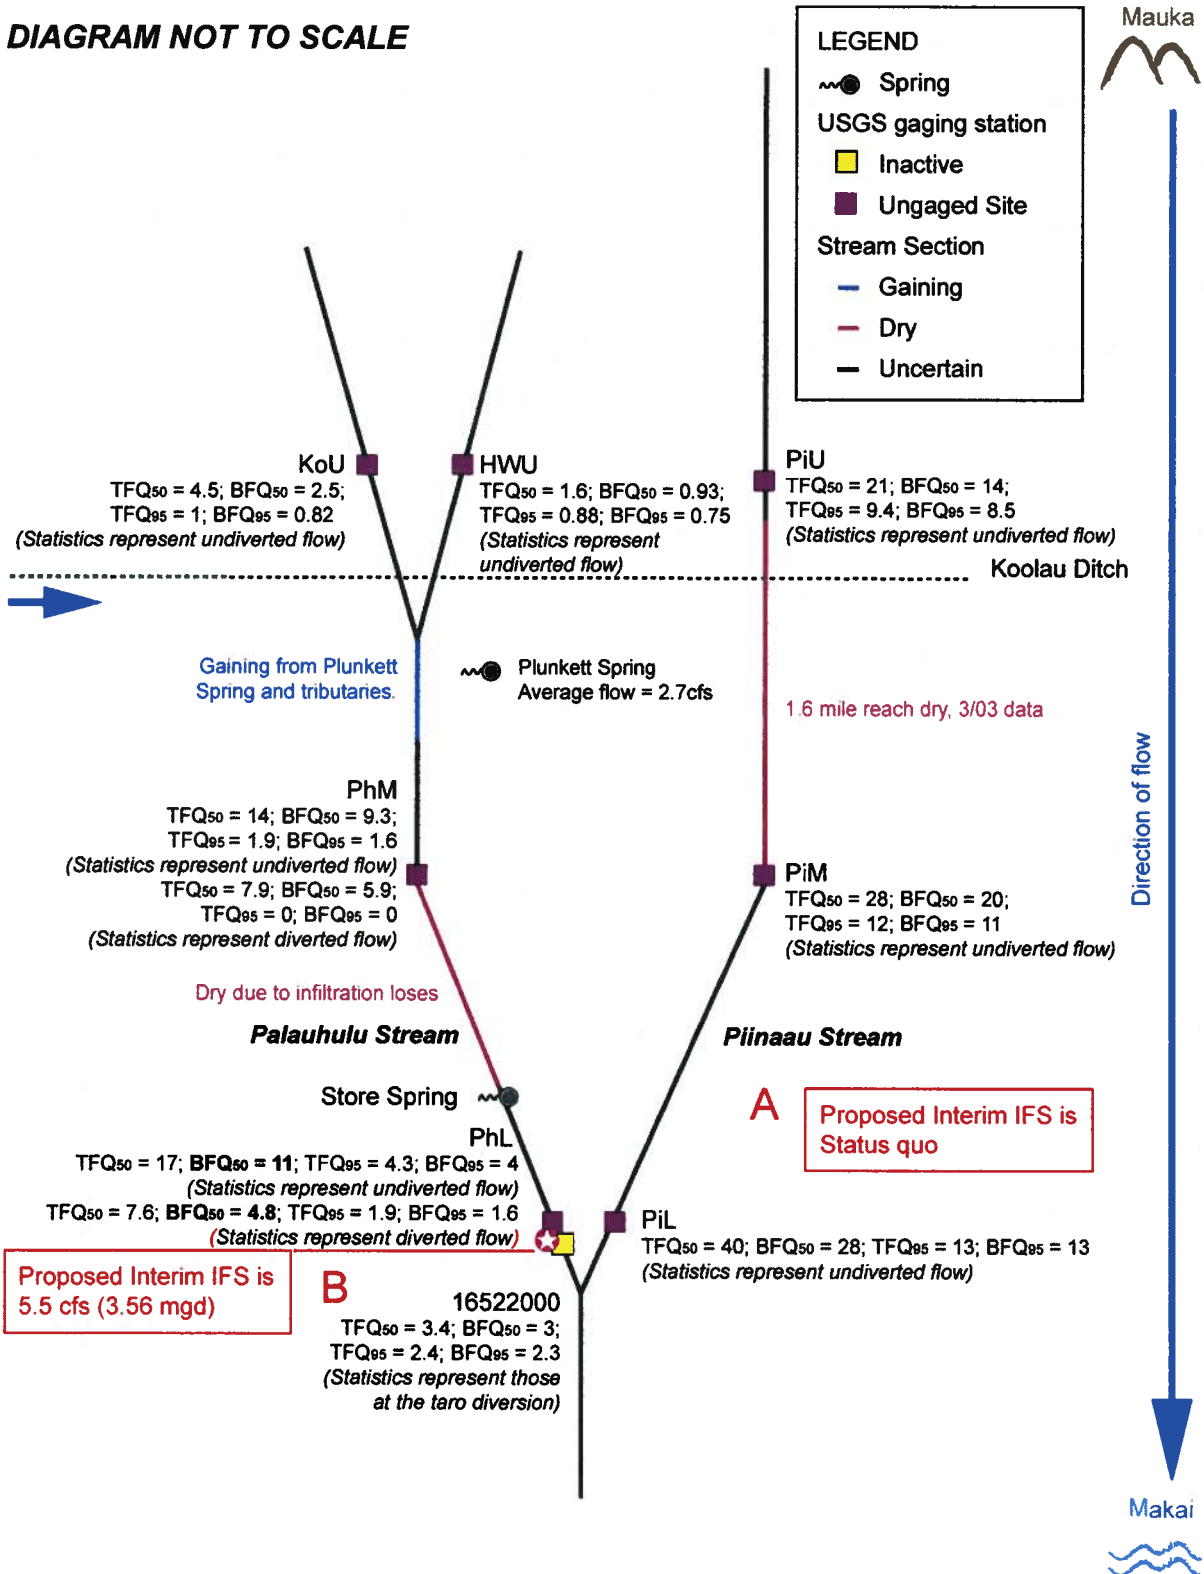 DIAGRAM NOT TO SCALE
Mauka
LEGEND
Spring
USGS gaging station
Inactive
Ungaged Site
Stream Section
Gaining
Dry
Uncertain
KoU
TFQ50 = 4.5; BFQ50 = 2.5;
TFQ95 = 1; BFQ95 = 0.82
(Statistics represent undiverted flow)
HWU
TFQ50 = 1.6; BFQ50 = 0.93;
TFQ95 = 0.88; BFQ95 = 0.75
(Statistics represent
undiverted flow)
PiU
TFQ50 = 21; BFQ50 = 14;
TFQ95 = 9.4; BFQ95 = 8.5
(Statistics represent undiverted flow)
Koolau Ditch
Gaining from Plunkett
Spring and tributaries.
Plunkett Spring
Average flow = 2.7cfs
1.6 mile reach dry, 3/03 data
Direction of flow
PhM
TFQ50 = 14; BFQ50 = 9.3;
TFQ95 = 1.9; BFQ95 = 1.6
(Statistics represent undiverted flow)
TFQ50 = 7.9; BFQ50 = 5.9;
TFQ95 = 0; BFQ95 = 0
(Statistics represent diverted flow)
PiM
TFQ50 = 28; BFQ50 = 20;
TFQ95 = 12; BFQ95 = 11
(Statistics represent undiverted flow)
Dry due to infiltration loses
Palauhulu Stream
Piinaau Stream
Store Spring
A
Proposed Interim IFS is
Status quo
PhL
TFQ50 = 17; BFQ50 = 11; TFQ95 = 4.3; BFQ95 = 4
(Statistics represent undiverted flow)
TFQ50 = 7.6; BFQ50 = 4.8; TFQ95 = 1.9; BFQ95 = 1.6
(Statistics represent diverted flow)
PiL
TFQ50 = 40; BFQ50 = 28; TFQ95 = 13; BFQ95 = 13
(Statistics represent undiverted flow)
Proposed Interim IFS is
5.5 cfs (3.56 mgd)
B
16522000
TFQ50 = 3.4; BFQ50 = 3;
TFQ95 = 2.4; BFQ95 = 2.3
(Statistics represent those
at the taro diversion)
Makai